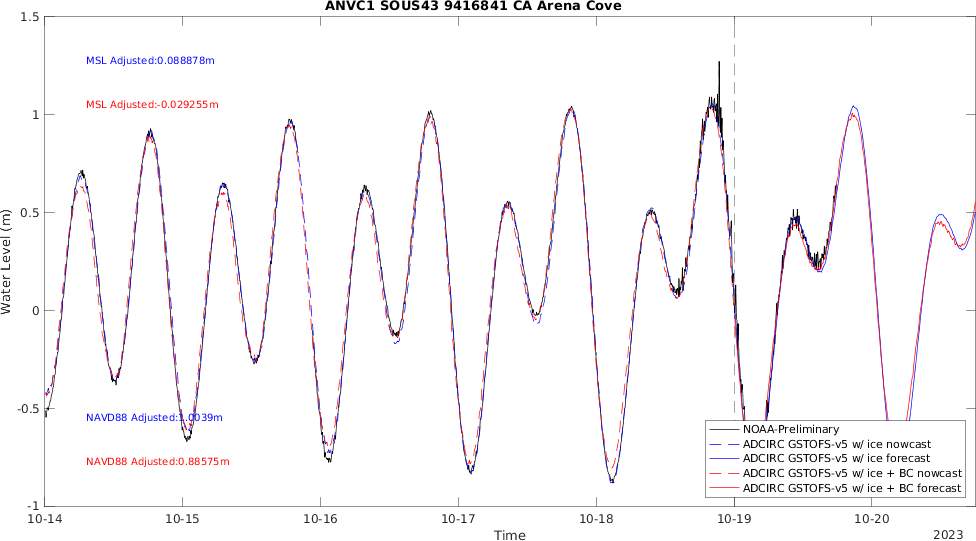 ANVC1 SOUS43 9416841 CA Arena Cove
1.5
MSL Adjusted:0.088878m
MSL Adjusted:-0.029255m
1
0.5
Water Level (m)
0
-0.5
NAVD88 Adjusted:1.0039m
NAVD88 Adjusted:0.88575m
NOAA-Preliminary
ADCIRC GSTOFS-v5 w/ ice nowcast
ADCIRC GSTOFS-v5 w/ ice forecast
ADCIRC GSTOFS-v5 w/ ice + BC nowcast
ADCIRC GSTOFS-v5 w/ ice + BC forecast
-1
10-14 10-15 10-16 10-17 10-18 10-19 10-20
Time
2023